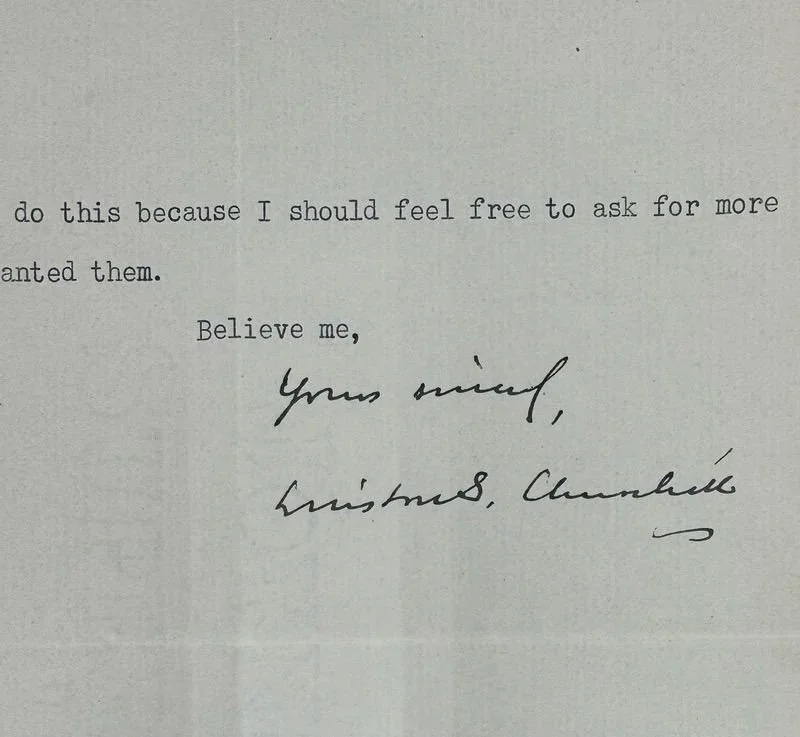 do this because I should feel free to ask for more
anted them.
Believe me,
Yours sincerely,
Winston S. Churchill